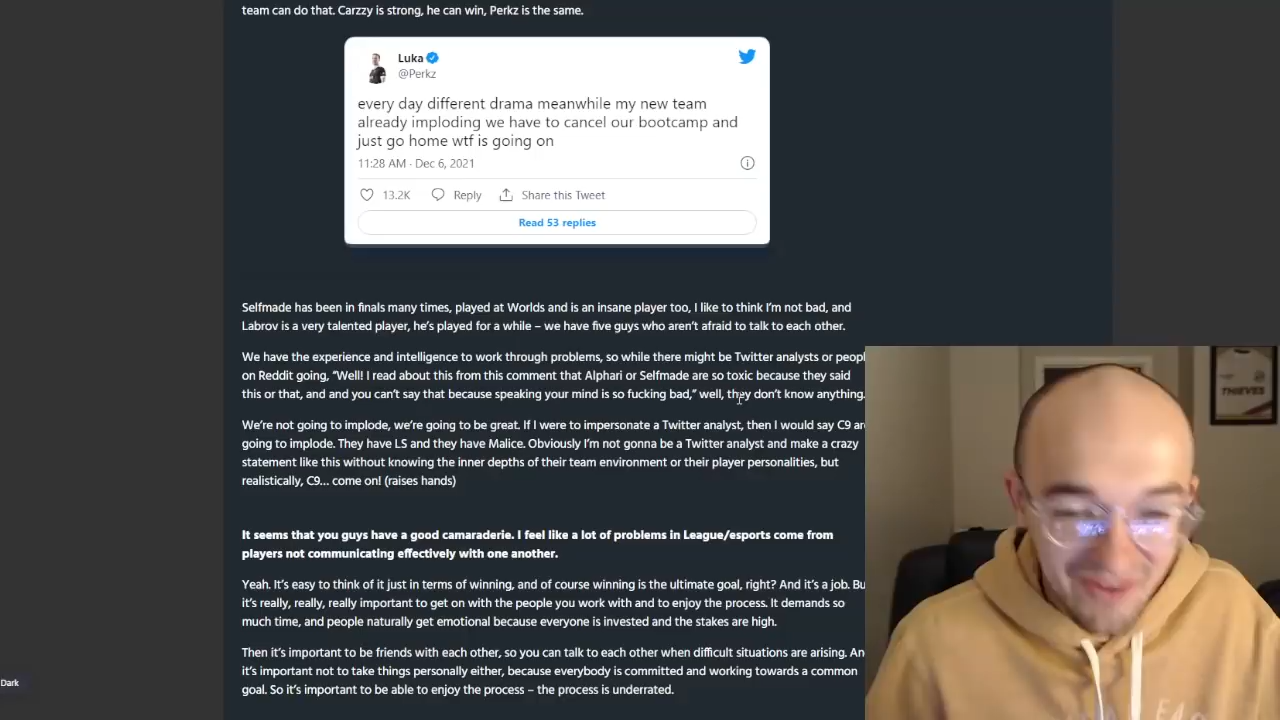 team can do that. Carzzy is strong, he can win, Perkz is the same.
Luka
@Perkz
every day different drama meanwhile my new team
already imploding we have to cancel our bootcamp and
just go home wtf is going on
11:28 AM · Dec 6, 2021
13.2K Reply Share this Tweet
Read 53 replies
Selfmade has been in finals many times, played at Worlds and is an insane player too, I like to think I'm not bad, and
Labrov is a very talented player, he's played for a while – we have five guys who aren't afraid to talk to each other.
We have the experience and intelligence to work through problems, so while there might be Twitter analysts or peopl
on Reddit going, "Well! I read about this from this comment that Alphari or Selfmade are so toxic because they said
this or that, and and you can't say that because speaking your mind is so fucking bad," well, they don't know anything.
We're not going to implode, we're going to be great. If I were to impersonate a Twitter analyst, then I would say C9 are
going to implode. They have LS and they have Malice. Obviously I'm not gonna be a Twitter analyst and make a crazy
statement like this without knowing the inner depths of their team environment or their player personalities, but
realistically, C9... come on! (raises hands)
It seems that you guys have a good camaraderie. I feel like a lot of problems in League/esports come from
players not communicating effectively with one another.
Yeah. It's easy to think of it just in terms of winning, and of course winning is the ultimate goal, right? And it's a job. Bu
it's really, really, really important to get on with the people you work with and to enjoy the process. It demands so
much time, and people naturally get emotional because everyone is invested and the stakes are high.
Then it's important to be friends with each other, so you can talk to each other when difficult situations are arising. An
it's important not to take things personally either, because everybody is committed and working towards a common
goal. So it's important to be able to enjoy the process – the process is underrated.
Dark
THIEVES